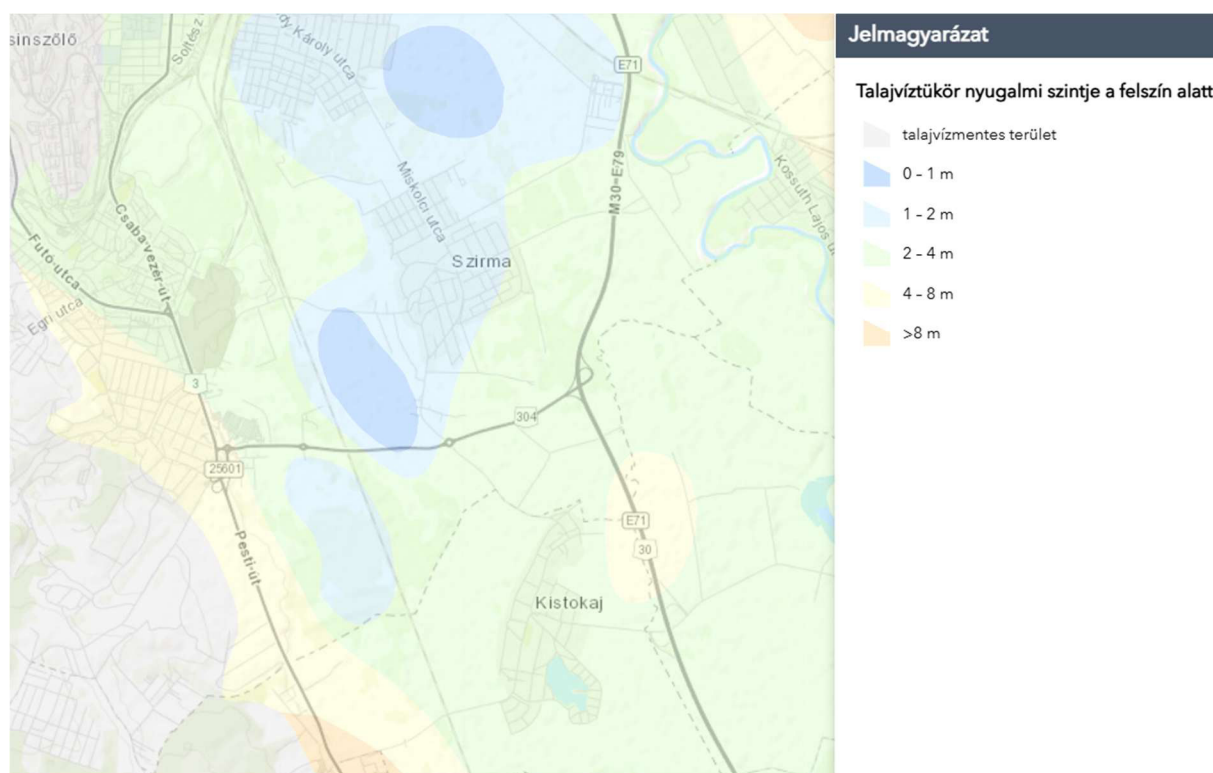 sinszőlő
Károly utca
E71
Jelmagyarázat
Talajvíztükör nyugalmi szintje a felszín alatt
talajvízmentes terület
0 - 1 m
1 - 2 m
2 - 4 m
4 - 8 m
>8 m
M30-E79
Kossuth Lajos
Miskolci utca
Csaba vezér út
Futó utca
Egri utca
Szirma
3
304
25601
E71
30
Pesti út
Kistokaj